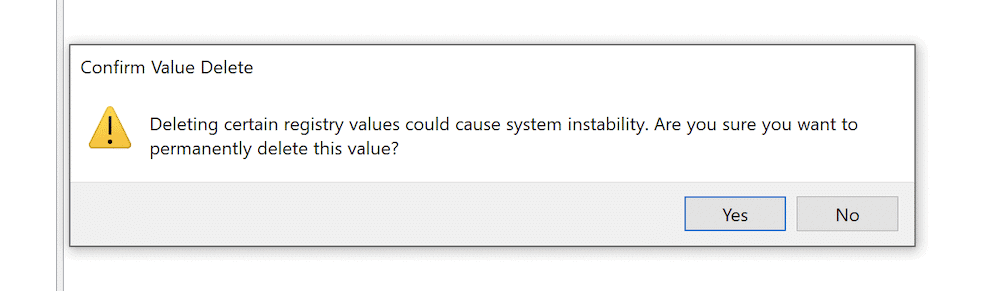 Confirm Value Delete
Deleting certain registry values could cause system instability. Are you sure you want to
permanently delete this value?
Yes
No